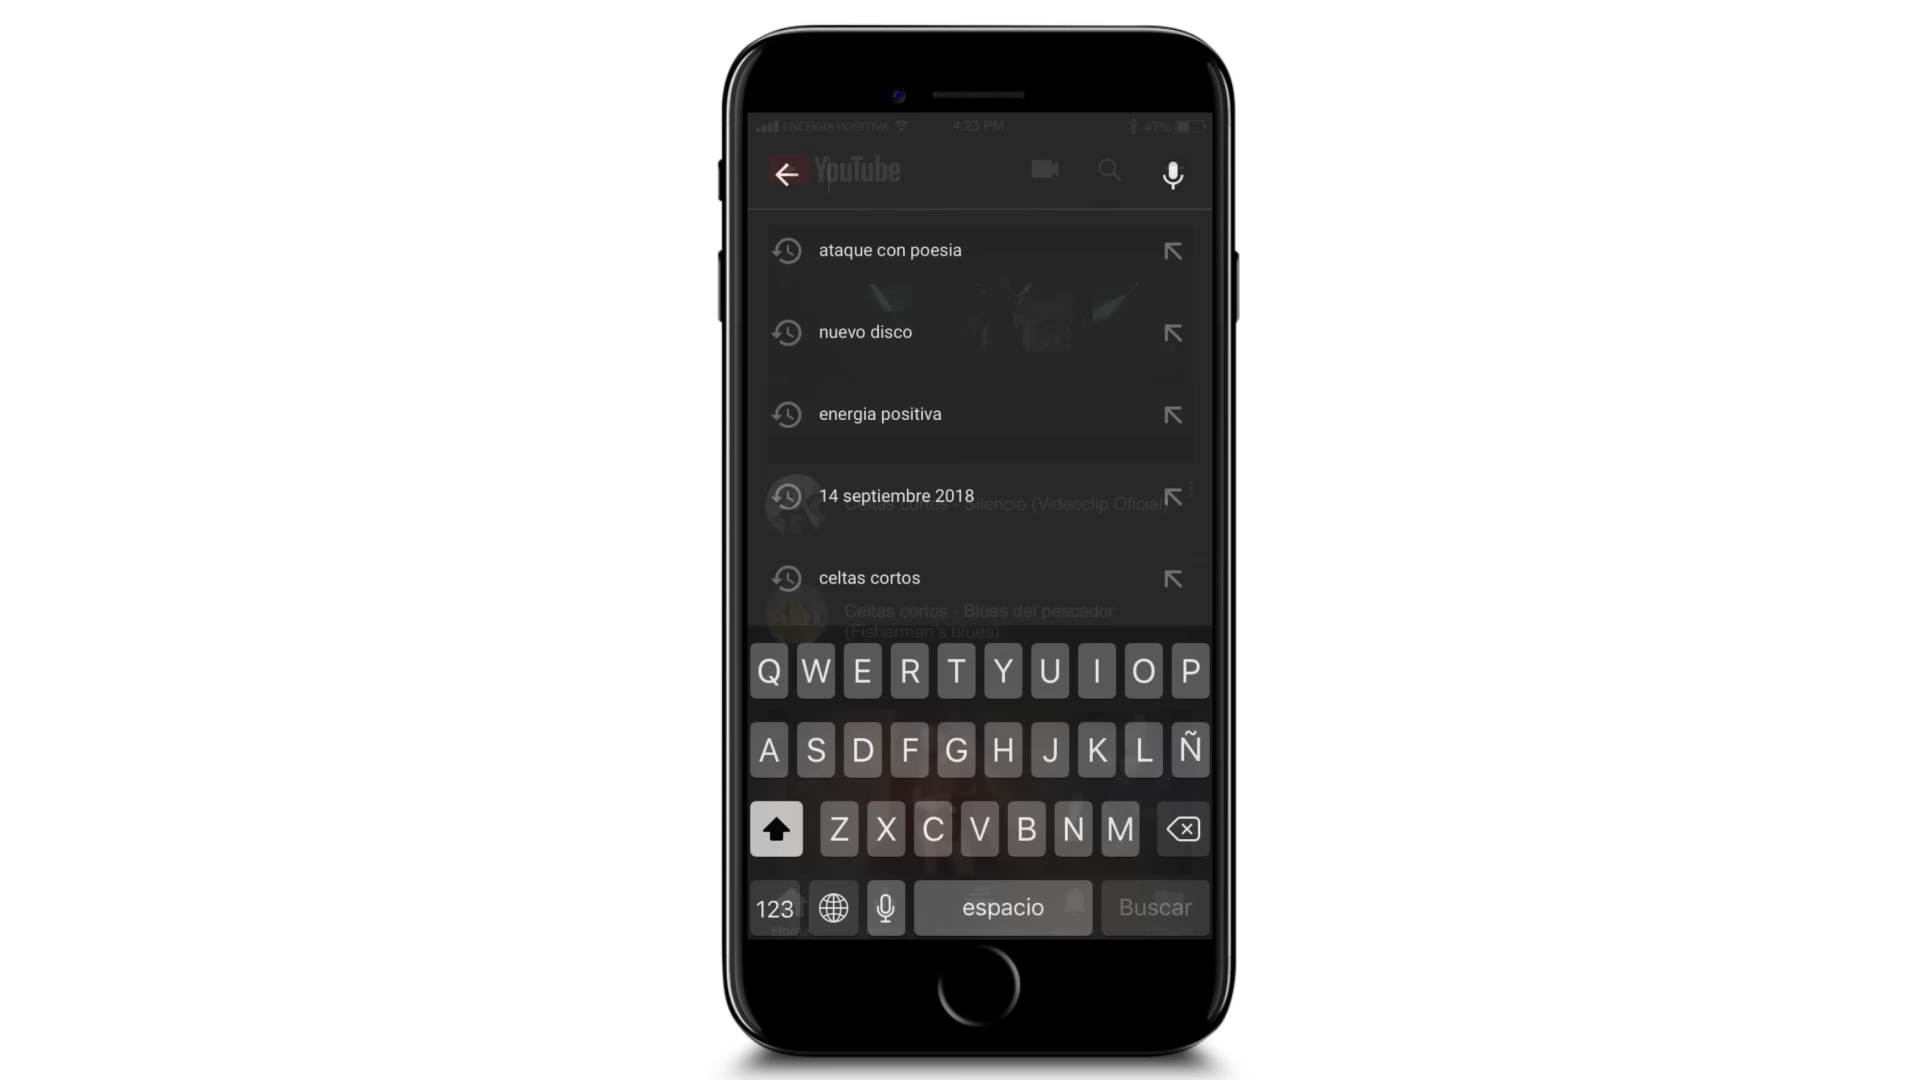 ENERGIA POSITIVA 4:23 PM 47%
YouTube
ataque con poesia
nuevo disco
energia positiva
14 septiembre 2018
Celtas cortos - Silencio (Videoclip Oficial)
celtas cortos
Celtas cortos - Blues del pescador
(Fisherman's blues)
Q W E R T Y U I O P
A S D F G H J K L Ñ
Z X C V B N M
123 espacio Buscar
Home